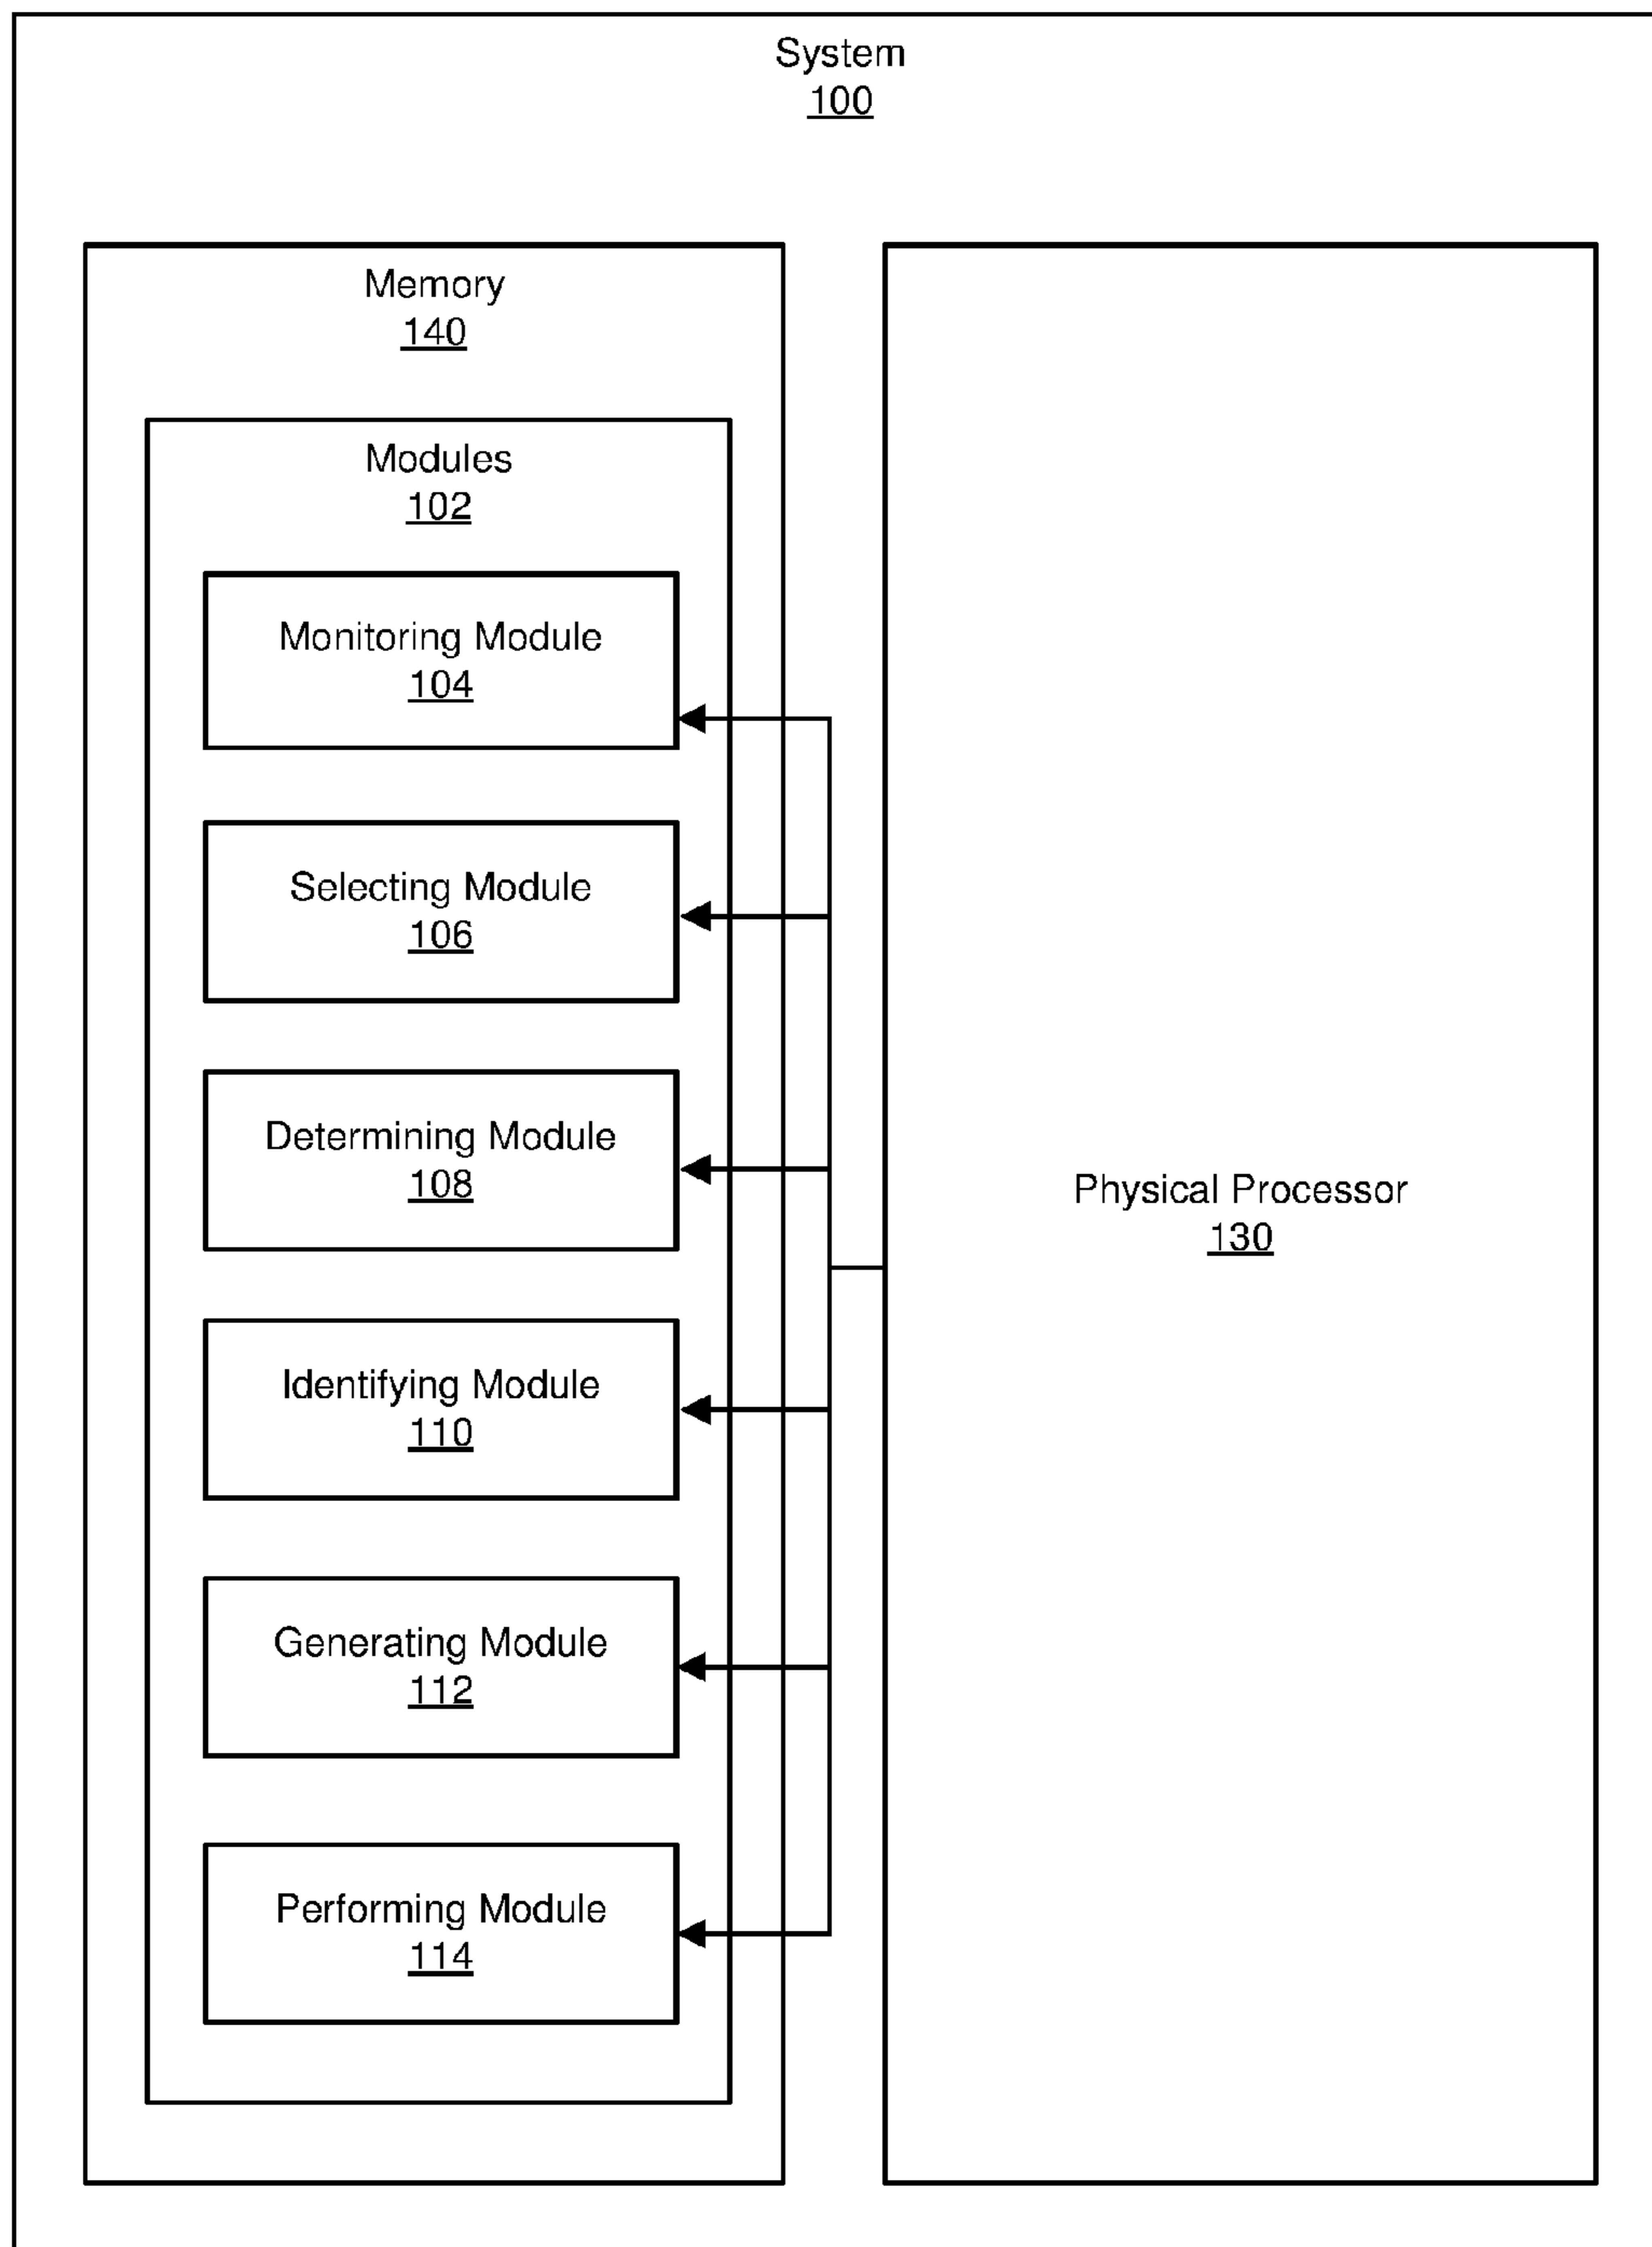 System
100
Memory
140
Modules
102
Monitoring Module
104
Selecting Module
106
Determining Module
108
Identifying Module
110
Generating Module
112
Performing Module
114
Physical Processor
130